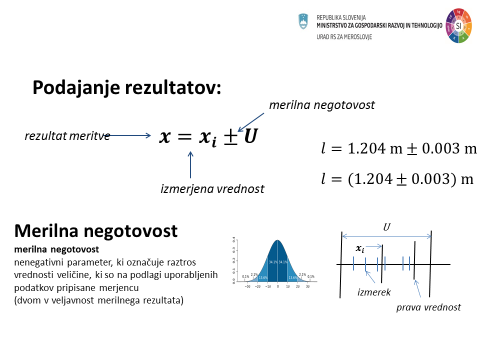 REPUBLIKA SLOVENIJA
MINISTRSTVO ZA GOSPODARSKI RAZVOJ IN TEHNOLOGIJO
URAD RS ZA MEROSLOVJE
SI
Podajanje rezultatov:
merilna negotovost
rezultat meritve
x = xᵢ ± U
izmerjena vrednost
l = 1.204 m ± 0.003 m
l = (1.204 ± 0.003) m
Merilna negotovost
merilna negotovost
nenegativni parameter, ki označuje raztros
vrednosti veličine, ki so na podlagi uporabljenih
podatkov pripisane merjencu
(dvom v veljavnost merilnega rezultata)
U
xᵢ
izmerek
prava vrednost